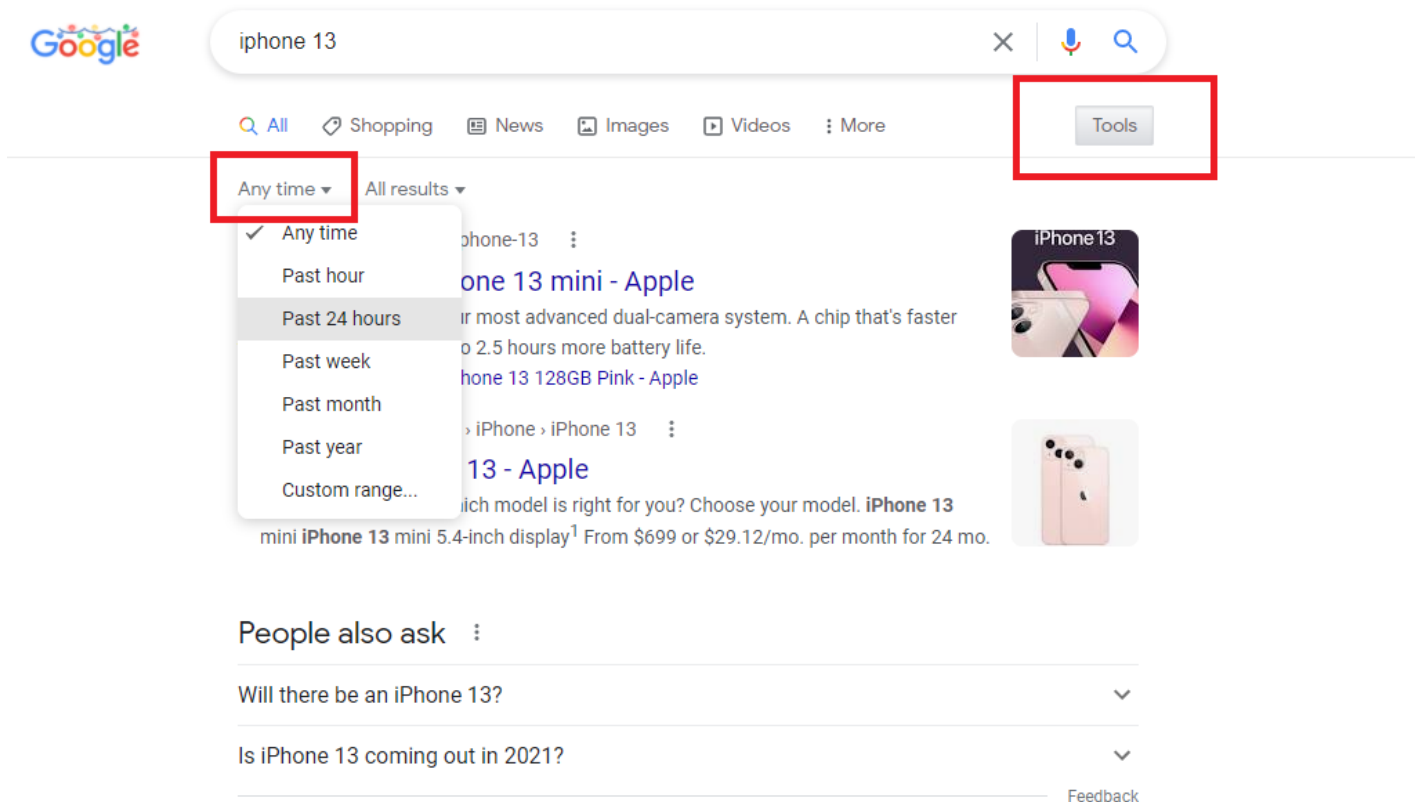 Google
iphone 13
All Shopping News Images Videos More Tools
Any time All results
Any time
Past hour
Past 24 hours
Past week
Past month
Past year
Custom range...
phone-13
one 13 mini - Apple
ur most advanced dual-camera system. A chip that's faster
o 2.5 hours more battery life.
hone 13 128GB Pink - Apple
iPhone 13
› iPhone › iPhone 13
13 - Apple
ich model is right for you? Choose your model. iPhone 13
mini iPhone 13 mini 5.4-inch display1 From $699 or $29.12/mo. per month for 24 mo.
People also ask
Will there be an iPhone 13?
Is iPhone 13 coming out in 2021?
Feedback